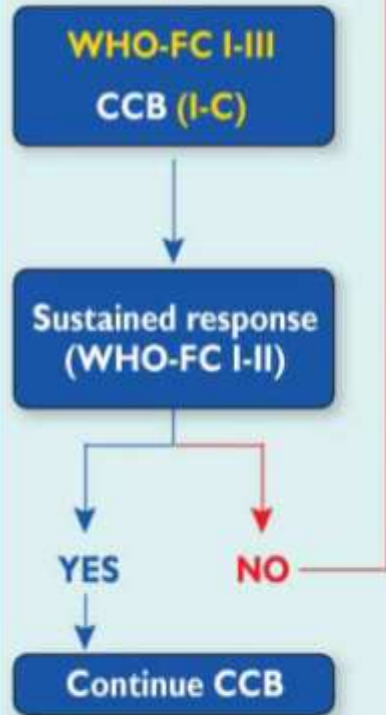 WHO-FC I-III
CCB (I-C)
Sustained response
(WHO-FC I-II)
YES
NO
Continue CCB